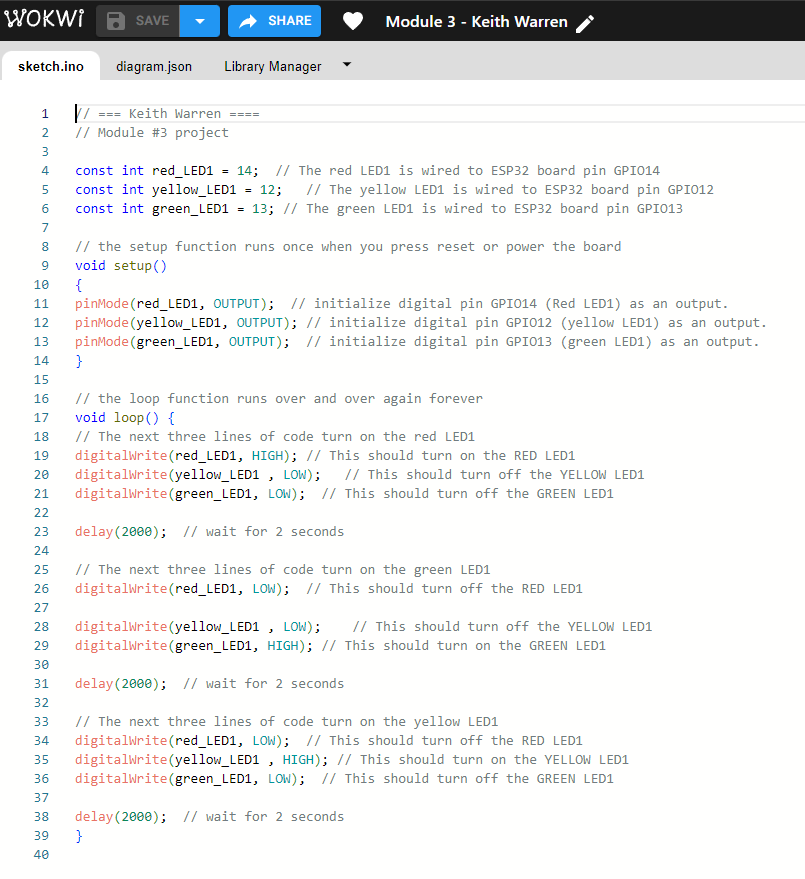 WOKWI SAVE SHARE Module 3 - Keith Warren
sketch.ino diagram.json Library Manager
1 // === Keith Warren ====
2 // Module #3 project
3
4 const int red_LED1 = 14;  // The red LED1 is wired to ESP32 board pin GPIO14
5 const int yellow_LED1 = 12;   // The yellow LED1 is wired to ESP32 board pin GPIO12
6 const int green_LED1 = 13; // The green LED1 is wired to ESP32 board pin GPIO13
7
8 // the setup function runs once when you press reset or power the board
9 void setup()
10 {
11 pinMode(red_LED1, OUTPUT);  // initialize digital pin GPIO14 (Red LED1) as an output.
12 pinMode(yellow_LED1, OUTPUT); // initialize digital pin GPIO12 (yellow LED1) as an output.
13 pinMode(green_LED1, OUTPUT);  // initialize digital pin GPIO13 (green LED1) as an output.
14 }
15
16 // the loop function runs over and over again forever
17 void loop() {
18 // The next three lines of code turn on the red LED1
19 digitalWrite(red_LED1, HIGH); // This should turn on the RED LED1
20 digitalWrite(yellow_LED1 , LOW);   // This should turn off the YELLOW LED1
21 digitalWrite(green_LED1, LOW);  // This should turn off the GREEN LED1
22
23 delay(2000);  // wait for 2 seconds
24
25 // The next three lines of code turn on the green LED1
26 digitalWrite(red_LED1, LOW);  // This should turn off the RED LED1
27
28 digitalWrite(yellow_LED1 , LOW);    // This should turn off the YELLOW LED1
29 digitalWrite(green_LED1, HIGH); // This should turn on the GREEN LED1
30
31 delay(2000);  // wait for 2 seconds
32
33 // The next three lines of code turn on the yellow LED1
34 digitalWrite(red_LED1, LOW);  // This should turn off the RED LED1
35 digitalWrite(yellow_LED1 , HIGH); // This should turn on the YELLOW LED1
36 digitalWrite(green_LED1, LOW);  // This should turn off the GREEN LED1
37
38 delay(2000);  // wait for 2 seconds
39 }
40